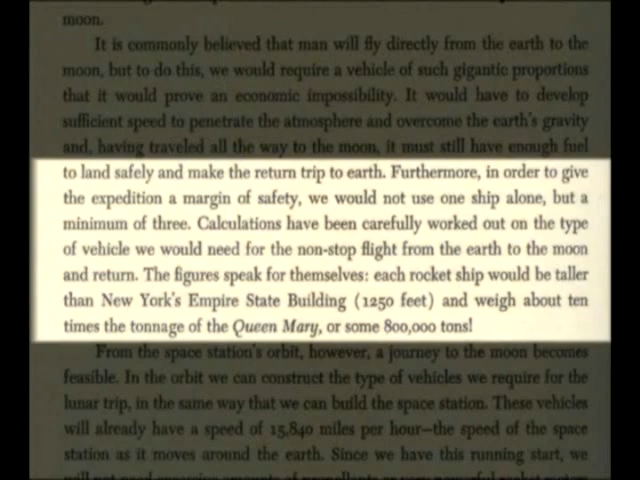 moon.
It is commonly believed that man will fly directly from the earth to the
moon, but to do this, we would require a vehicle of such gigantic proportions
that it would prove an economic impossibility. It would have to develop
sufficient speed to penetrate the atmosphere and overcome the earth's gravity
and, having traveled all the way to the moon, it must still have enough fuel
to land safely and make the return trip to earth. Furthermore, in order to give
the expedition a margin of safety, we would not use one ship alone, but a
minimum of three. Calculations have been carefully worked out on the type
of vehicle we would need for the non-stop flight from the earth to the moon
and return. The figures speak for themselves: each rocket ship would be taller
than New York's Empire State Building (1250 feet) and weigh about ten
times the tonnage of the Queen Mary, or some 800,000 tons!
From the space station's orbit, however, a journey to the moon becomes
feasible. In the orbit we can construct the type of vehicles we require for the
lunar trip, in the same way that we can build the space station. These vehicles
will already have a speed of 15,840 miles per hour—the speed of the space
station as it moves around the earth. Since we have this running start, we